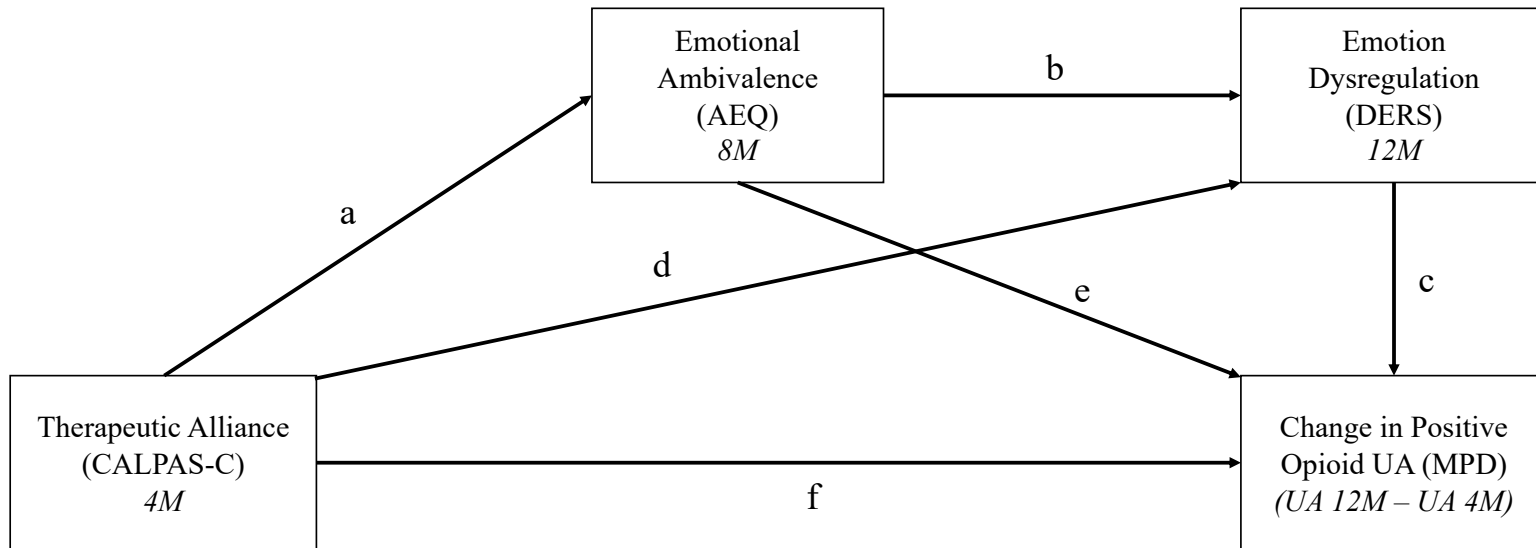 Emotional
Ambivalence
(AEQ)
8M
b
Emotion
Dysregulation
(DERS)
12M
a
d
e
c
Therapeutic Alliance
(CALPAS-C)
4M
f
Change in Positive
Opioid UA (MPD)
(UA 12M – UA 4M)